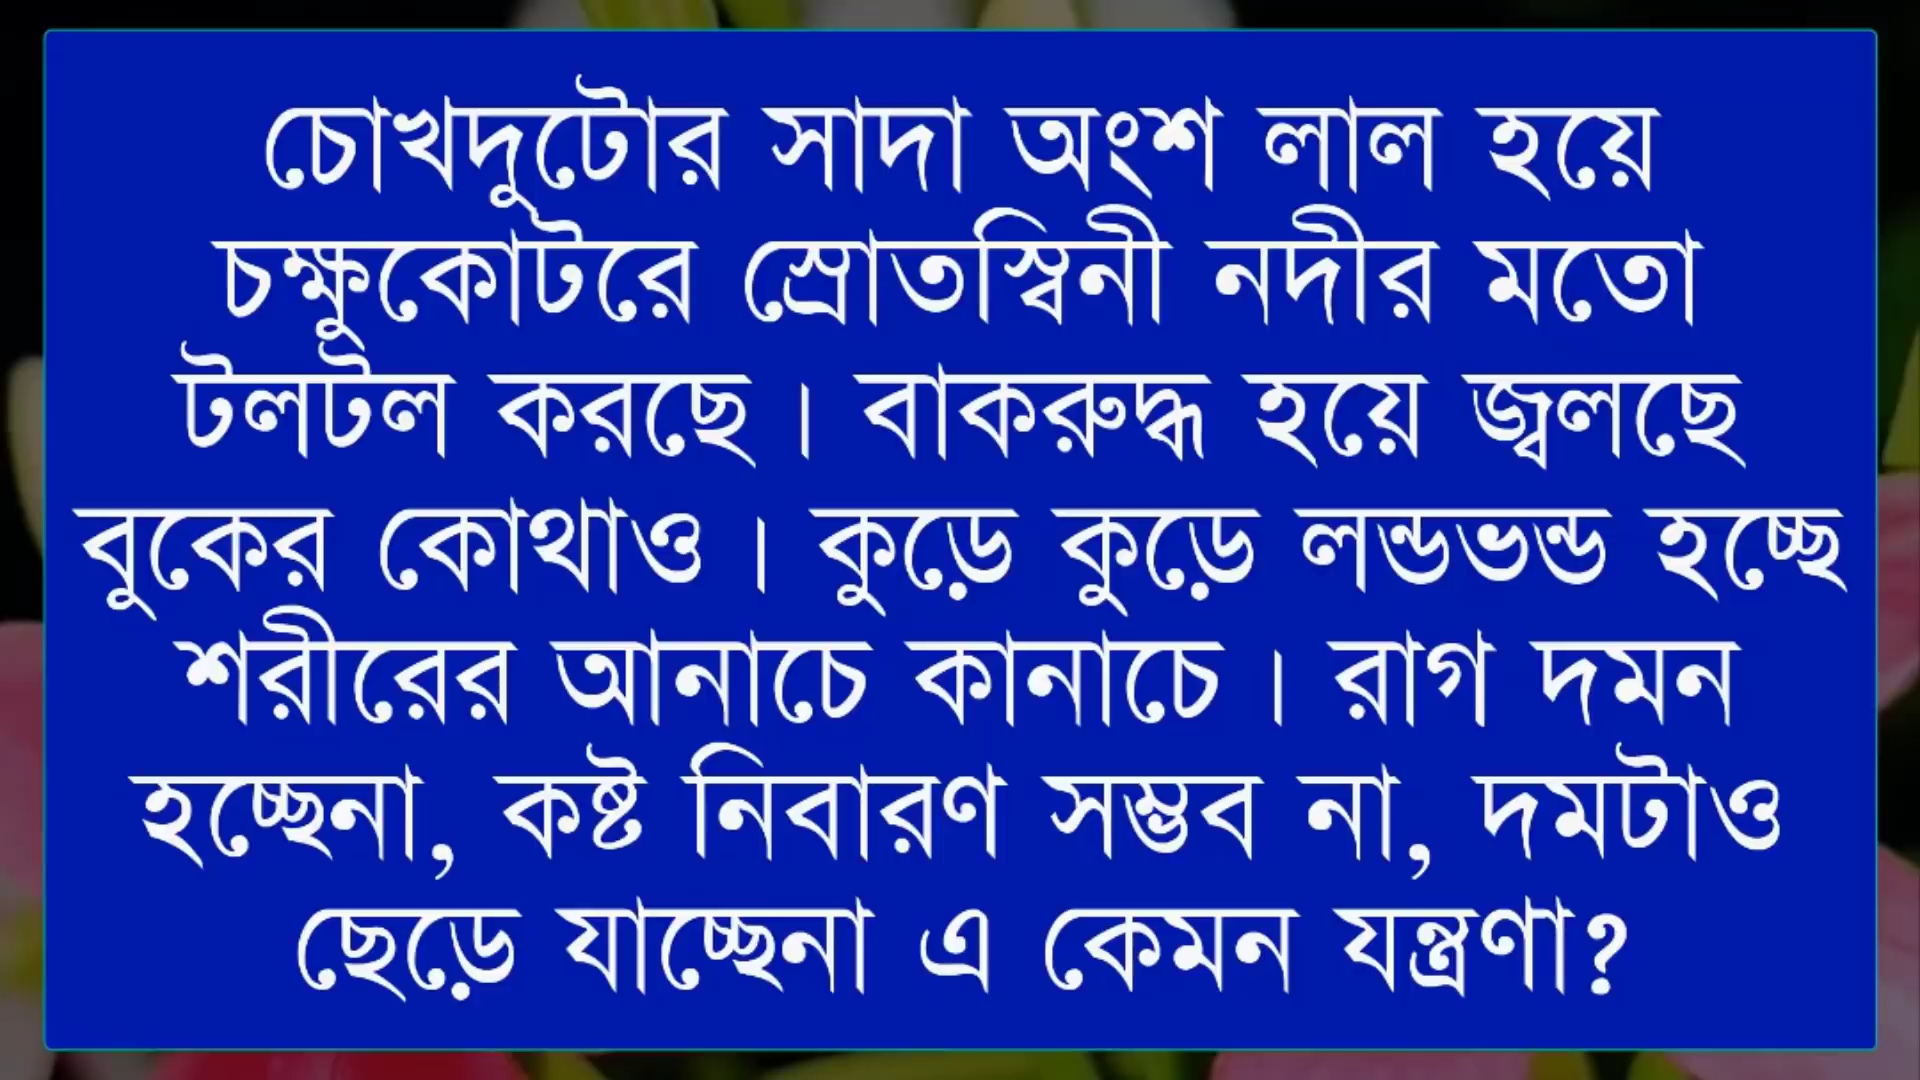 চোখদুটোর সাদা অংশ লাল হয়ে
চক্ষুকোটরে স্রোতস্বিনী নদীর মতো
টলটল করছে। বাকরুদ্ধ হয়ে জ্বলছে
বুকের কোথাও। কুড়ে কুড়ে লন্ডভন্ড হচ্ছে
শরীরের আনাচে কানাচে। রাগ দমন
হচ্ছেনা, কষ্ট নিবারণ সম্ভব না, দমটাও
ছেড়ে যাচ্ছেনা এ কেমন যন্ত্রণা?